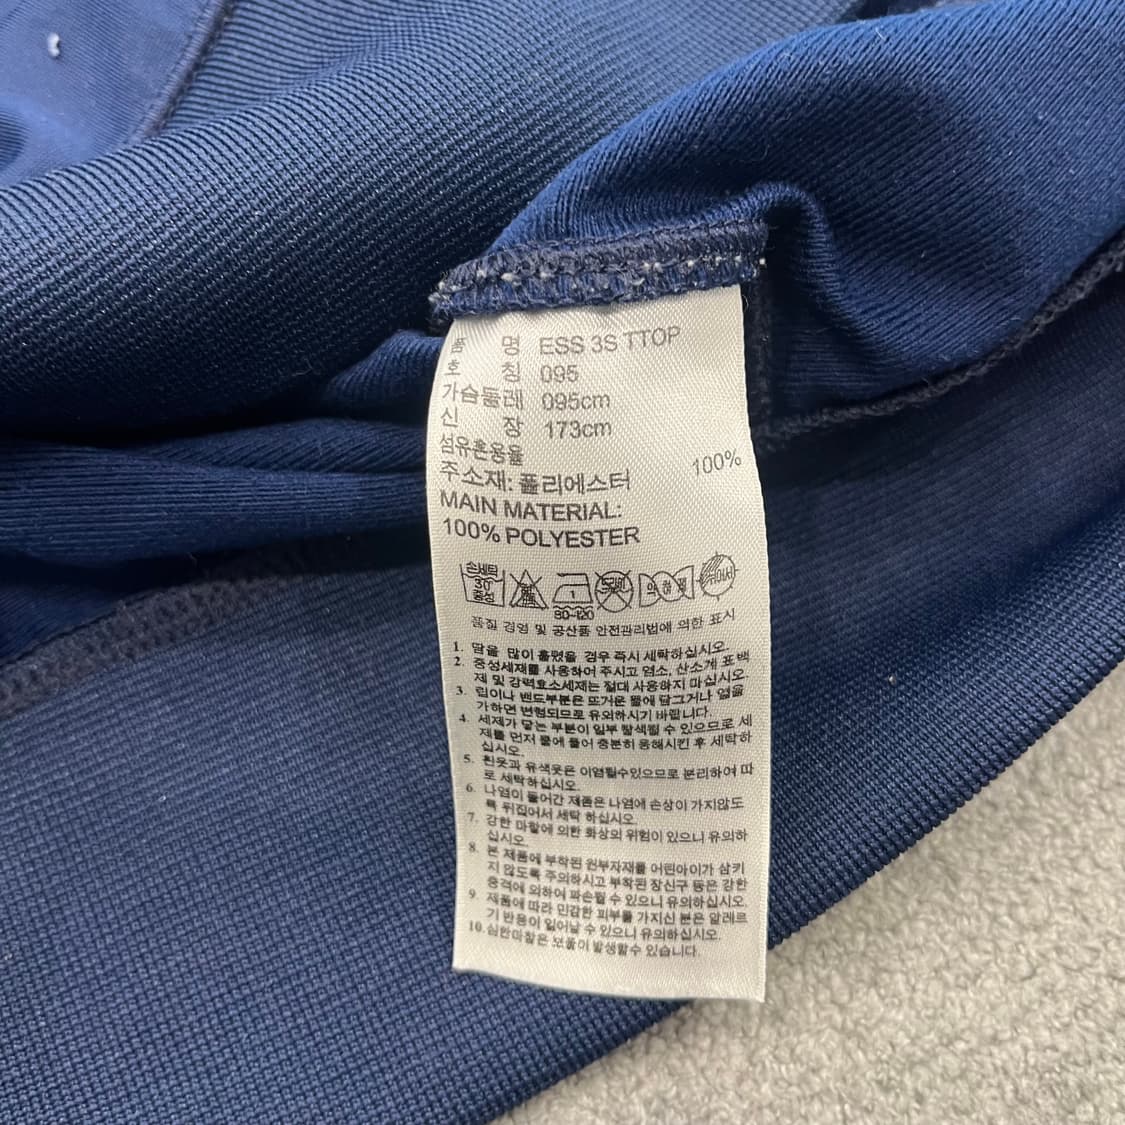 품 명 ESS 3S TTOP
호 칭 095
가슴둘레 095cm
신 장 173cm
섬유혼용율
주소재: 폴리에스터 100%
MAIN MATERIAL:
100% POLYESTER
손세탁 30 중성 80-120
품질 경영 및 공산품 안전관리법에 의한 표시
1. 땀을 많이 흘렸을 경우 즉시 세탁하십시오.
2. 중성세제를 사용하여 주시고 염소, 산소계 표백
제 및 강력효소세제는 절대 사용하지 마십시오.
3. 립이나 밴드부분은 뜨거운 물에 담그거나 열을
가하면 변형되므로 유의하시기 바랍니다.
4. 세제가 닿는 부분이 일부 탈색될 수 있으므로 세
제를 먼저 물에 풀어 충분히 용해시킨 후 세탁하
십시오.
5. 흰옷과 유색옷은 이염될수있으므로 분리하여 따
로 세탁하십시오.
6. 나염이 들어간 제품은 나염에 손상이 가지않도
록 뒤집어서 세탁 하십시오.
7. 강한 마찰에 의한 화상의 위험이 있으니 유의하
십시오.
8. 본 제품에 부착된 원부자재를 어린아이가 삼키
지 않도록 주의하시고 부착된 장신구 등은 강한
충격에 의하여 파손될 수 있으니 유의하십시오.
9. 제품에 따라 민감한 피부를 가지신 분은 알레르
기 반응이 일어날 수 있으니 유의하십시오.
10.심한마찰은 보풀이 발생할수 있습니다.